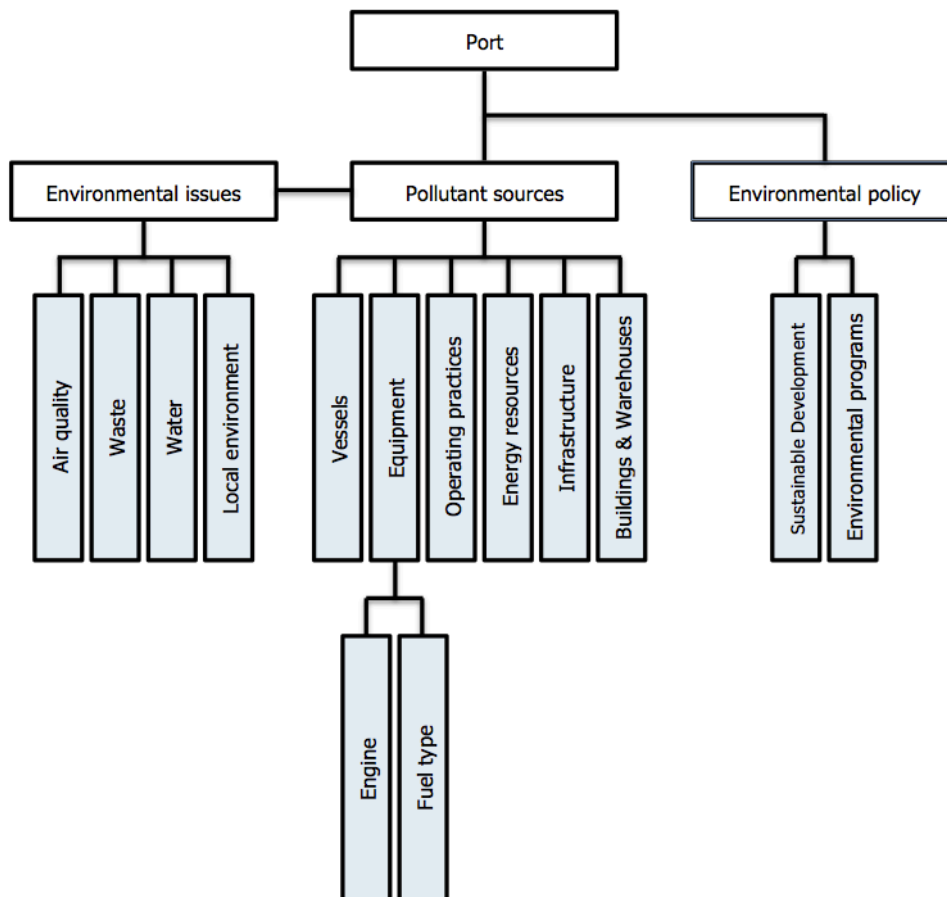 Port
Environmental issues
Pollutant sources
Environmental policy
Air quality
Waste
Water
Local environment
Vessels
Equipment
Operating practices
Energy resources
Infrastructure
Buildings & Warehouses
Sustainable Development
Environmental programs
Engine
Fuel type